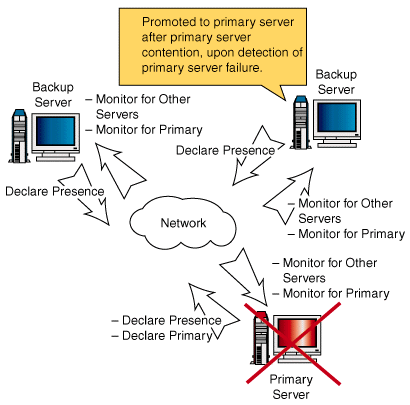 Promoted to primary server
after primary server
contention, upon detection of
primary server failure.
Backup
Server
– Monitor for Other
Servers
– Monitor for Primary
Declare Presence
Backup
Server
Declare Presence
– Monitor for Other
Servers
– Monitor for Primary
Network
– Monitor for Other
Servers
– Monitor for Primary
– Declare Presence
– Declare Primary
Primary
Server